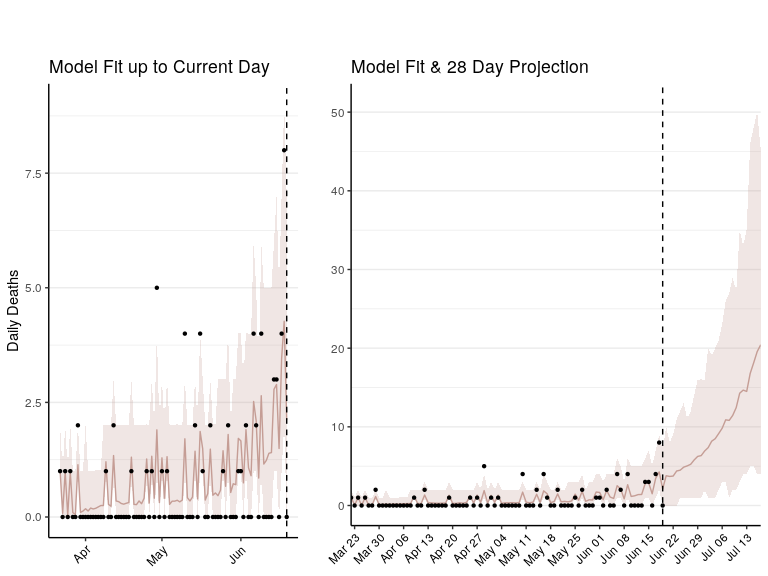 Model Fit up to Current Day
Daily Deaths
7.5
5.0
2.5
0.0
Apr
May
Jun
Model Fit & 28 Day Projection
50
40
30
20
10
0
Mar 23
Mar 30
Apr 06
Apr 13
Apr 20
Apr 27
May 04
May 11
May 18
May 25
Jun 01
Jun 08
Jun 15
Jun 22
Jun 29
Jul 06
Jul 13